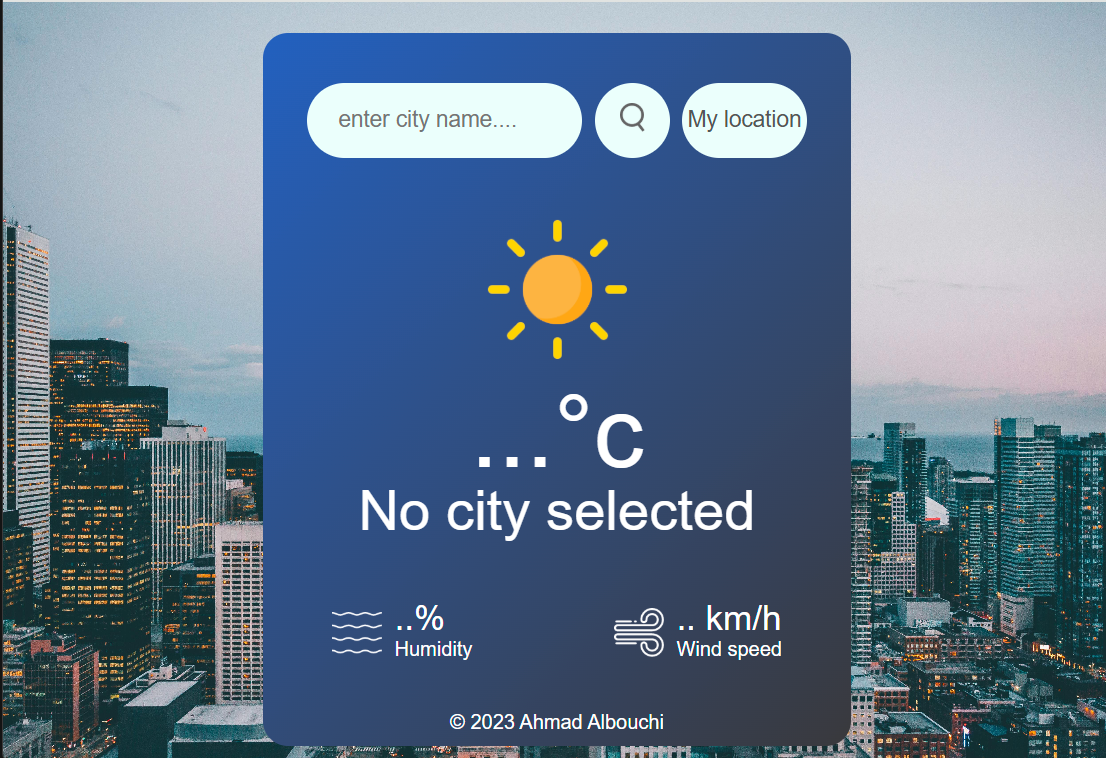 enter city name....
My location
... °c
No city selected
..%
Humidity
.. km/h
Wind speed
© 2023 Ahmad Albouchi